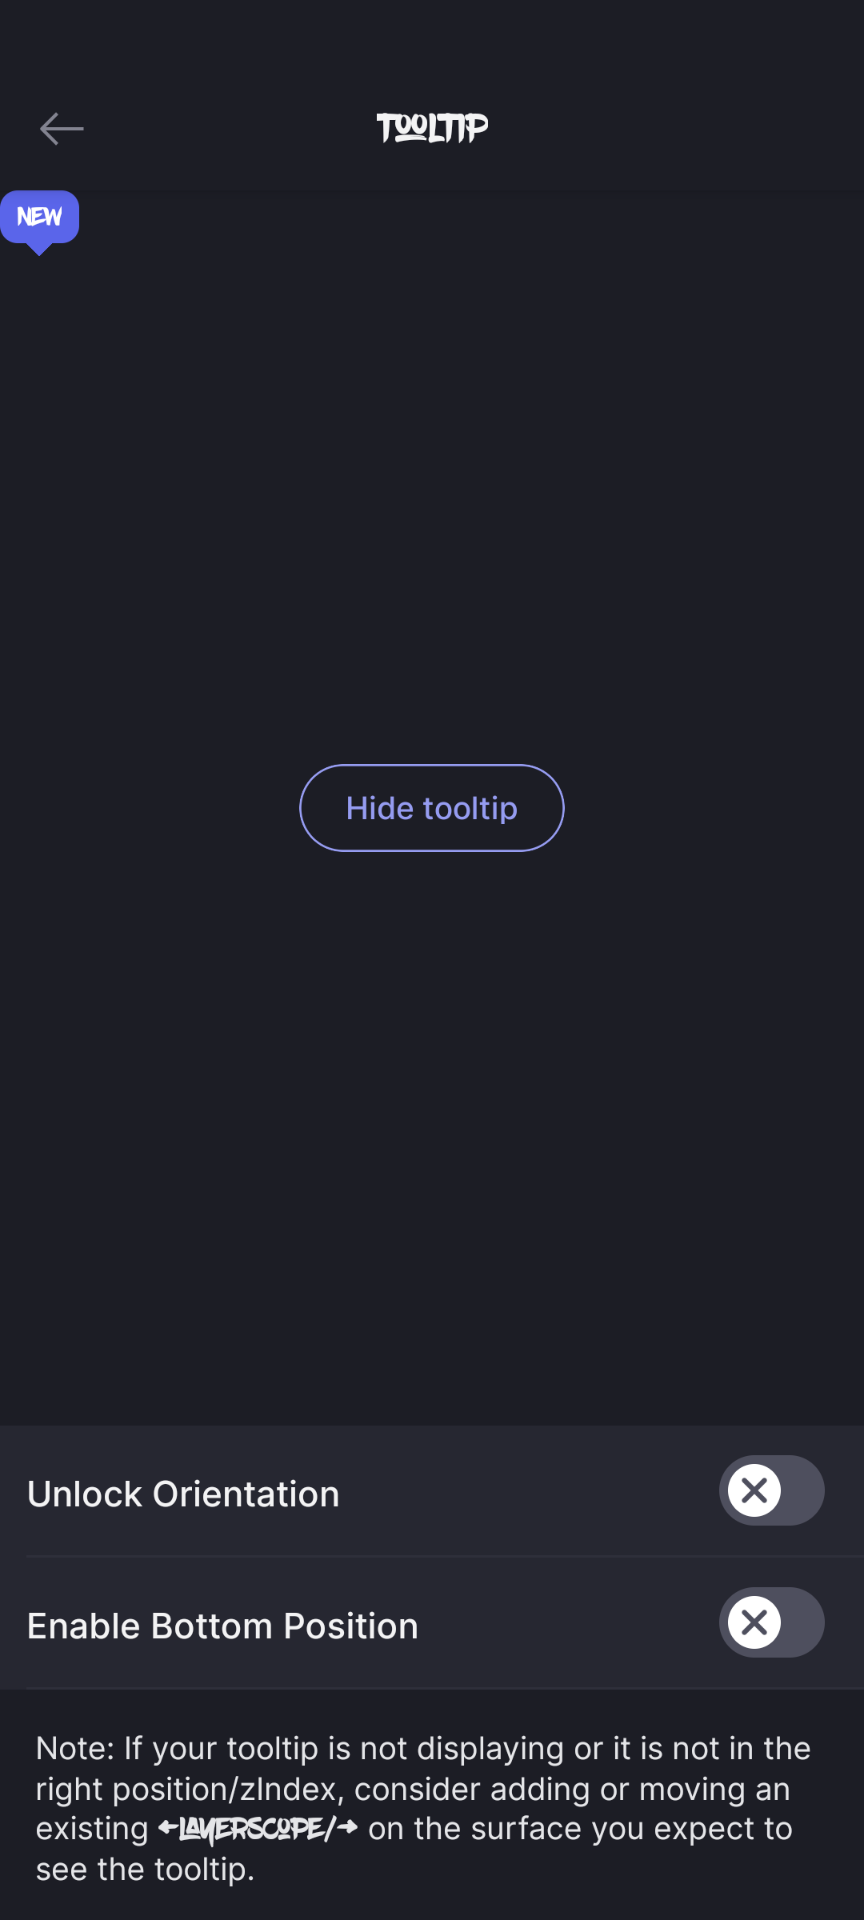 TOOLTIP
NEW
Hide tooltip
Unlock Orientation
Enable Bottom Position
Note: If your tooltip is not displaying or it is not in the
right position/zIndex, consider adding or moving an
existing <LAYERSCOPE/> on the surface you expect to
see the tooltip.